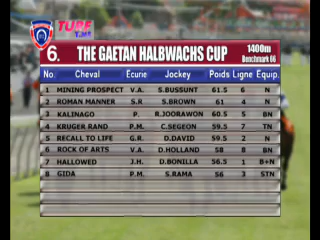 TURF
TIME
6. THE GAETAN HALBWACHS CUP 1400m
Benchmark 66
No. Cheval Ecurie Jockey Poids Ligne Equip.
1 MINING PROSPECT V.A. S.BUSSUNT 61.5 6 N
2 ROMAN MANNER S.R S.BROWN 61 4 N
3 KALINAGO P. R.JOORAWON 60.5 5 BN
4 KRUGER RAND P.M. C.SEGEON 59.5 7 TN
5 RECALL TO LIFE G.R. D.DAVID 59.5 2 N
6 ROCK OF ARTS V.A. D.HOLLAND 58 8 BN
7 HALLOWED J.H. D.BONILLA 56.5 1 B+N
8 GIDA P.M. S.RAMA 56 3 STN